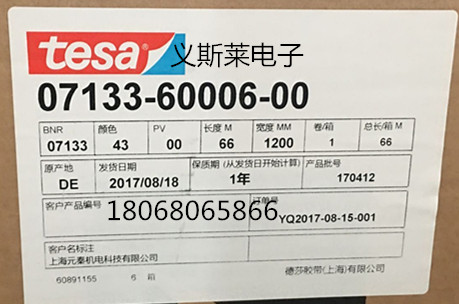 tesa 义斯莱电子
07133-60006-00
BNR 颜色 PV 长度 M 宽度 MM 卷/箱 总长/箱 M
07133 43 00 66 1200 1 66
原产地 发货日期 保质期 (从发货日开始计算) 产品批号
DE 2017/08/18 1年 170412
客户产品编号 订单号
18068065866 YQ2017-08-15-001
客户名标注
上海元秦机电科技有限公司
60891155 6 箱 德莎胶带(上海)有限公司